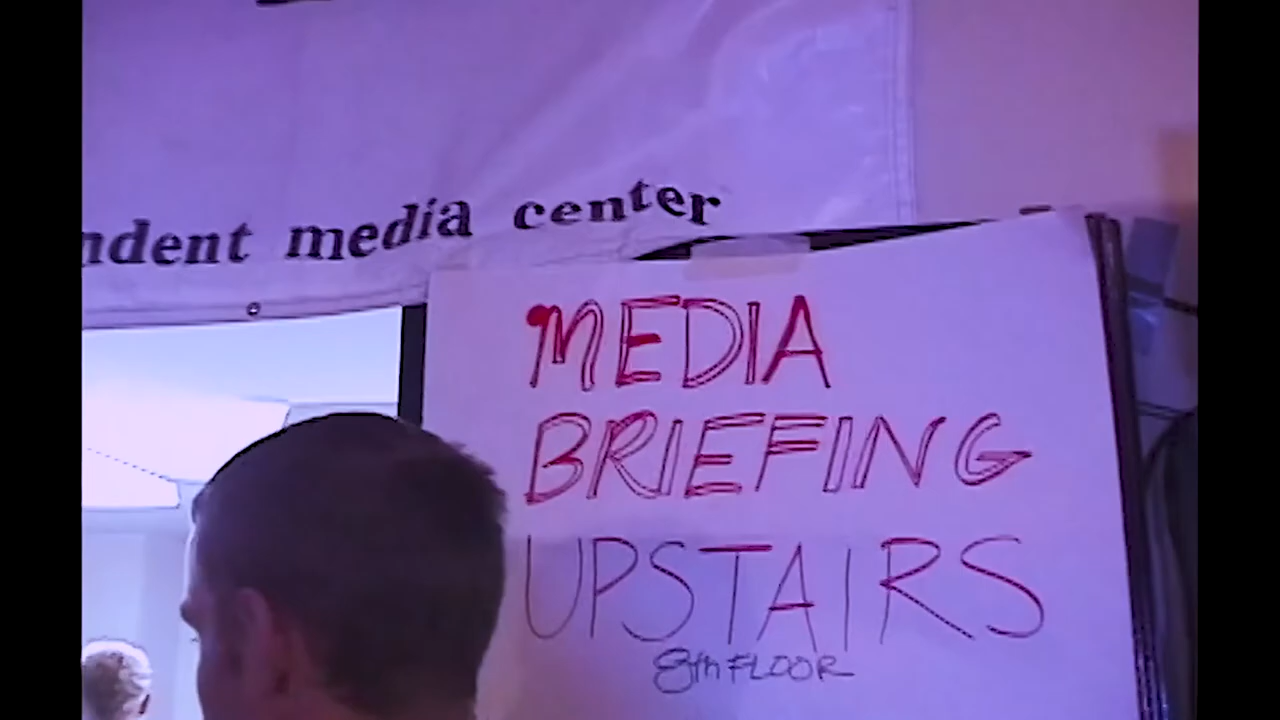 ndent media center
MEDIA
BRIEFING
UPSTAIRS
8th FLOOR